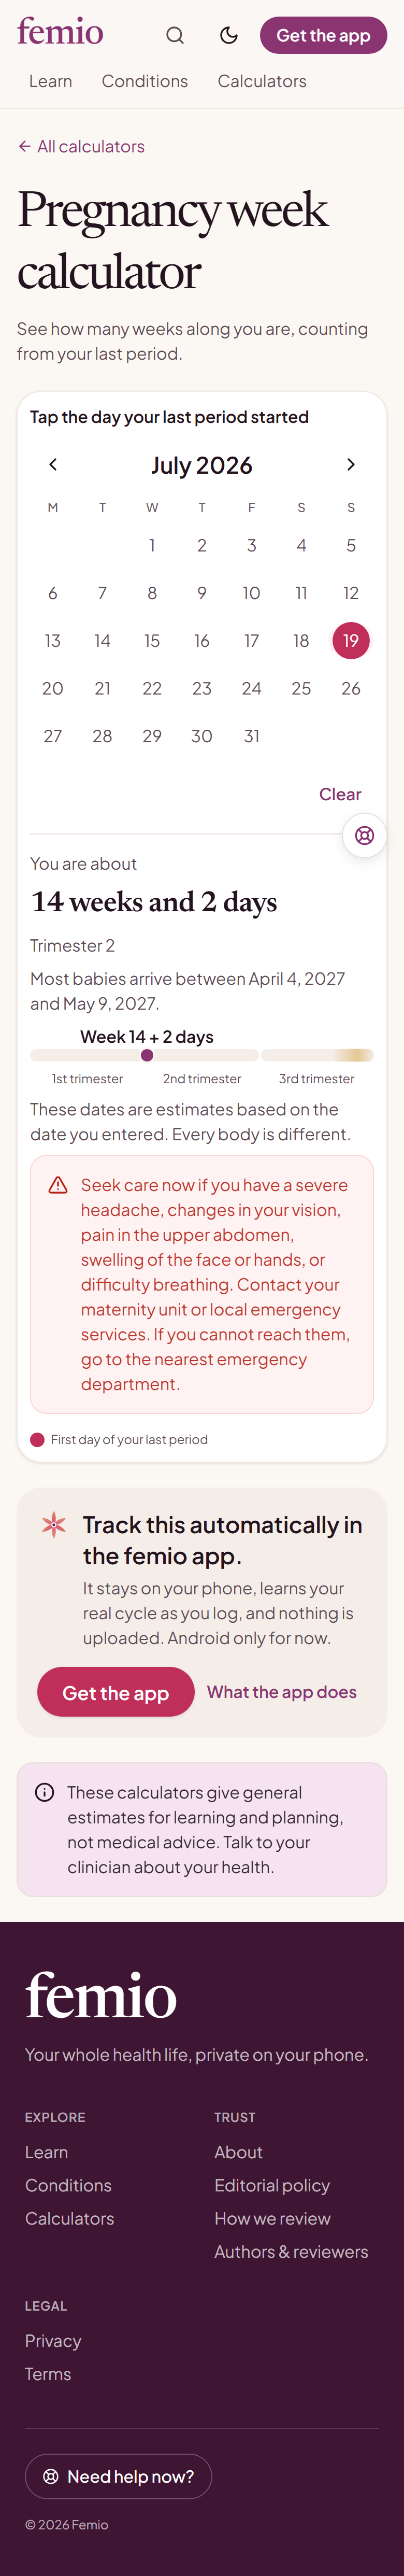 femio
Get the app
Learn Conditions Calculators
← All calculators
Pregnancy week
calculator
See how many weeks along you are, counting
from your last period.
Tap the day your last period started
July 2026
M T W T F S S
1 2 3 4 5
6 7 8 9 10 11 12
13 14 15 16 17 18 19
20 21 22 23 24 25 26
27 28 29 30 31
Clear
You are about
14 weeks and 2 days
Trimester 2
Most babies arrive between April 4, 2027
and May 9, 2027.
Week 14 + 2 days
1st trimester 2nd trimester 3rd trimester
These dates are estimates based on the
date you entered. Every body is different.
Seek care now if you have a severe
headache, changes in your vision,
pain in the upper abdomen,
swelling of the face or hands, or
difficulty breathing. Contact your
maternity unit or local emergency
services. If you cannot reach them,
go to the nearest emergency
department.
First day of your last period
Track this automatically in
the femio app.
It stays on your phone, learns your
real cycle as you log, and nothing is
uploaded. Android only for now.
Get the app What the app does
These calculators give general
estimates for learning and planning,
not medical advice. Talk to your
clinician about your health.
femio
Your whole health life, private on your phone.
EXPLORE
Learn
Conditions
Calculators
TRUST
About
Editorial policy
How we review
Authors & reviewers
LEGAL
Privacy
Terms
Need help now?
© 2026 Femio